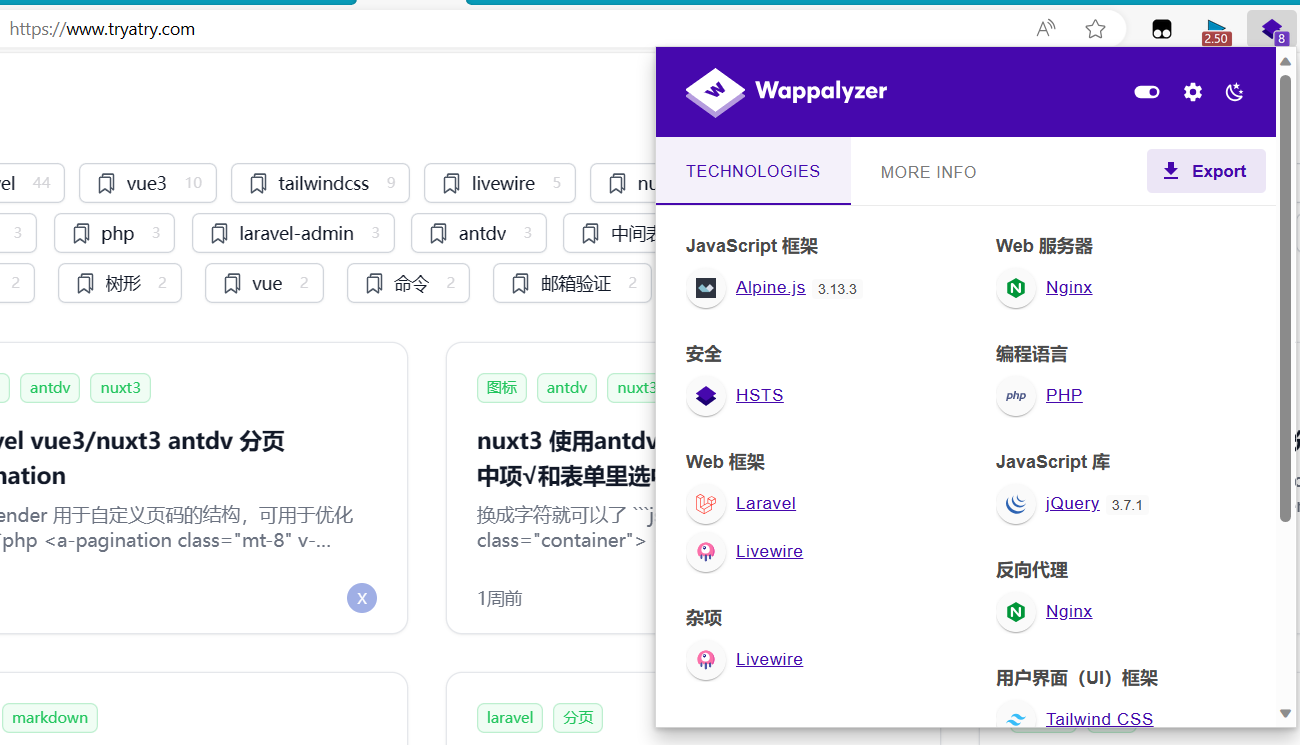 https://www.tryatry.com
2.50
8
Wappalyzer
TECHNOLOGIES
MORE INFO
Export
JavaScript 框架
Alpine.js 3.13.3
安全
HSTS
Web 框架
Laravel
Livewire
杂项
Livewire
Web 服务器
Nginx
编程语言
php PHP
JavaScript 库
jQuery 3.7.1
反向代理
Nginx
用户界面（UI）框架
Tailwind CSS
el 44
vue3 10
tailwindcss 9
livewire 5
nu
3
php 3
laravel-admin 3
antdv 3
中间表
2
树形 2
vue 2
命令 2
邮箱验证 2
antdv
nuxt3
vel vue3/nuxt3 antdv 分页
nation
ender 用于自定义页码的结构，可用于优化
php <a-pagination class="mt-8" v-...
X
图标
antdv
nuxt3
nuxt3 使用antdv
中项√和表单里选中
换成字符就可以了 ```js
class="container">
1周前
markdown
laravel
分页